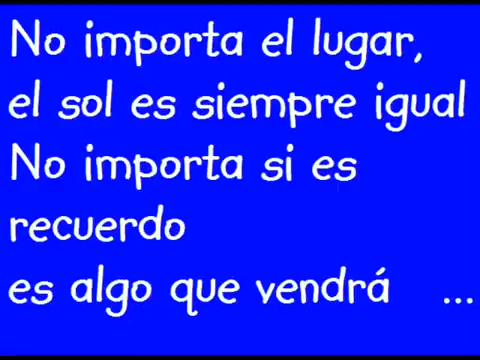 No importa el lugar,
el sol es siempre igual
No importa si es
recuerdo
es algo que vendrá ...